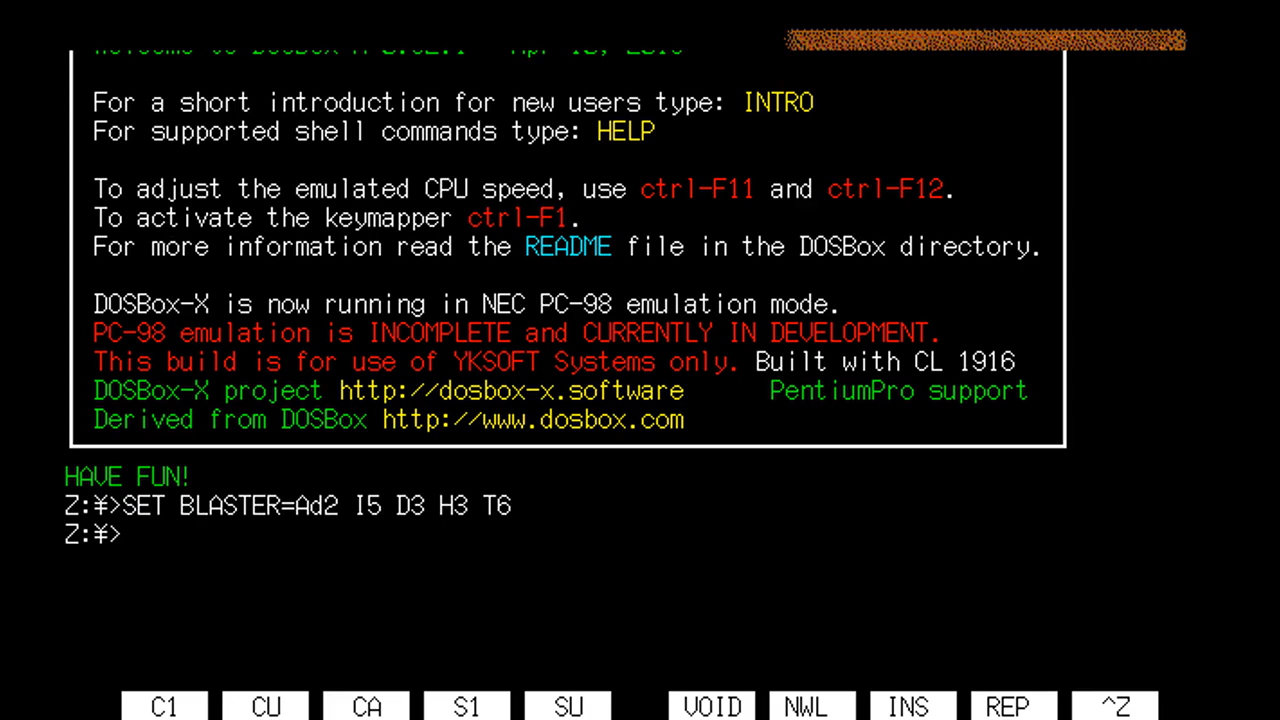 For a short introduction for new users type: INTRO
For supported shell commands type: HELP
To adjust the emulated CPU speed, use ctrl-F11 and ctrl-F12.
To activate the keymapper ctrl-F1.
For more information read the README file in the DOSBox directory.
DOSBox-X is now running in NEC PC-98 emulation mode.
PC-98 emulation is INCOMPLETE and CURRENTLY IN DEVELOPMENT.
This build is for use of YKSOFT Systems only. Built with CL 1916
DOSBox-X project http://dosbox-x.software PentiumPro support
Derived from DOSBox http://www.dosbox.com
HAVE FUN!
Z:¥>SET BLASTER=Ad2 I5 D3 H3 T6
Z:¥>
C1 CU CA S1 SU VOID NWL INS REP ^Z